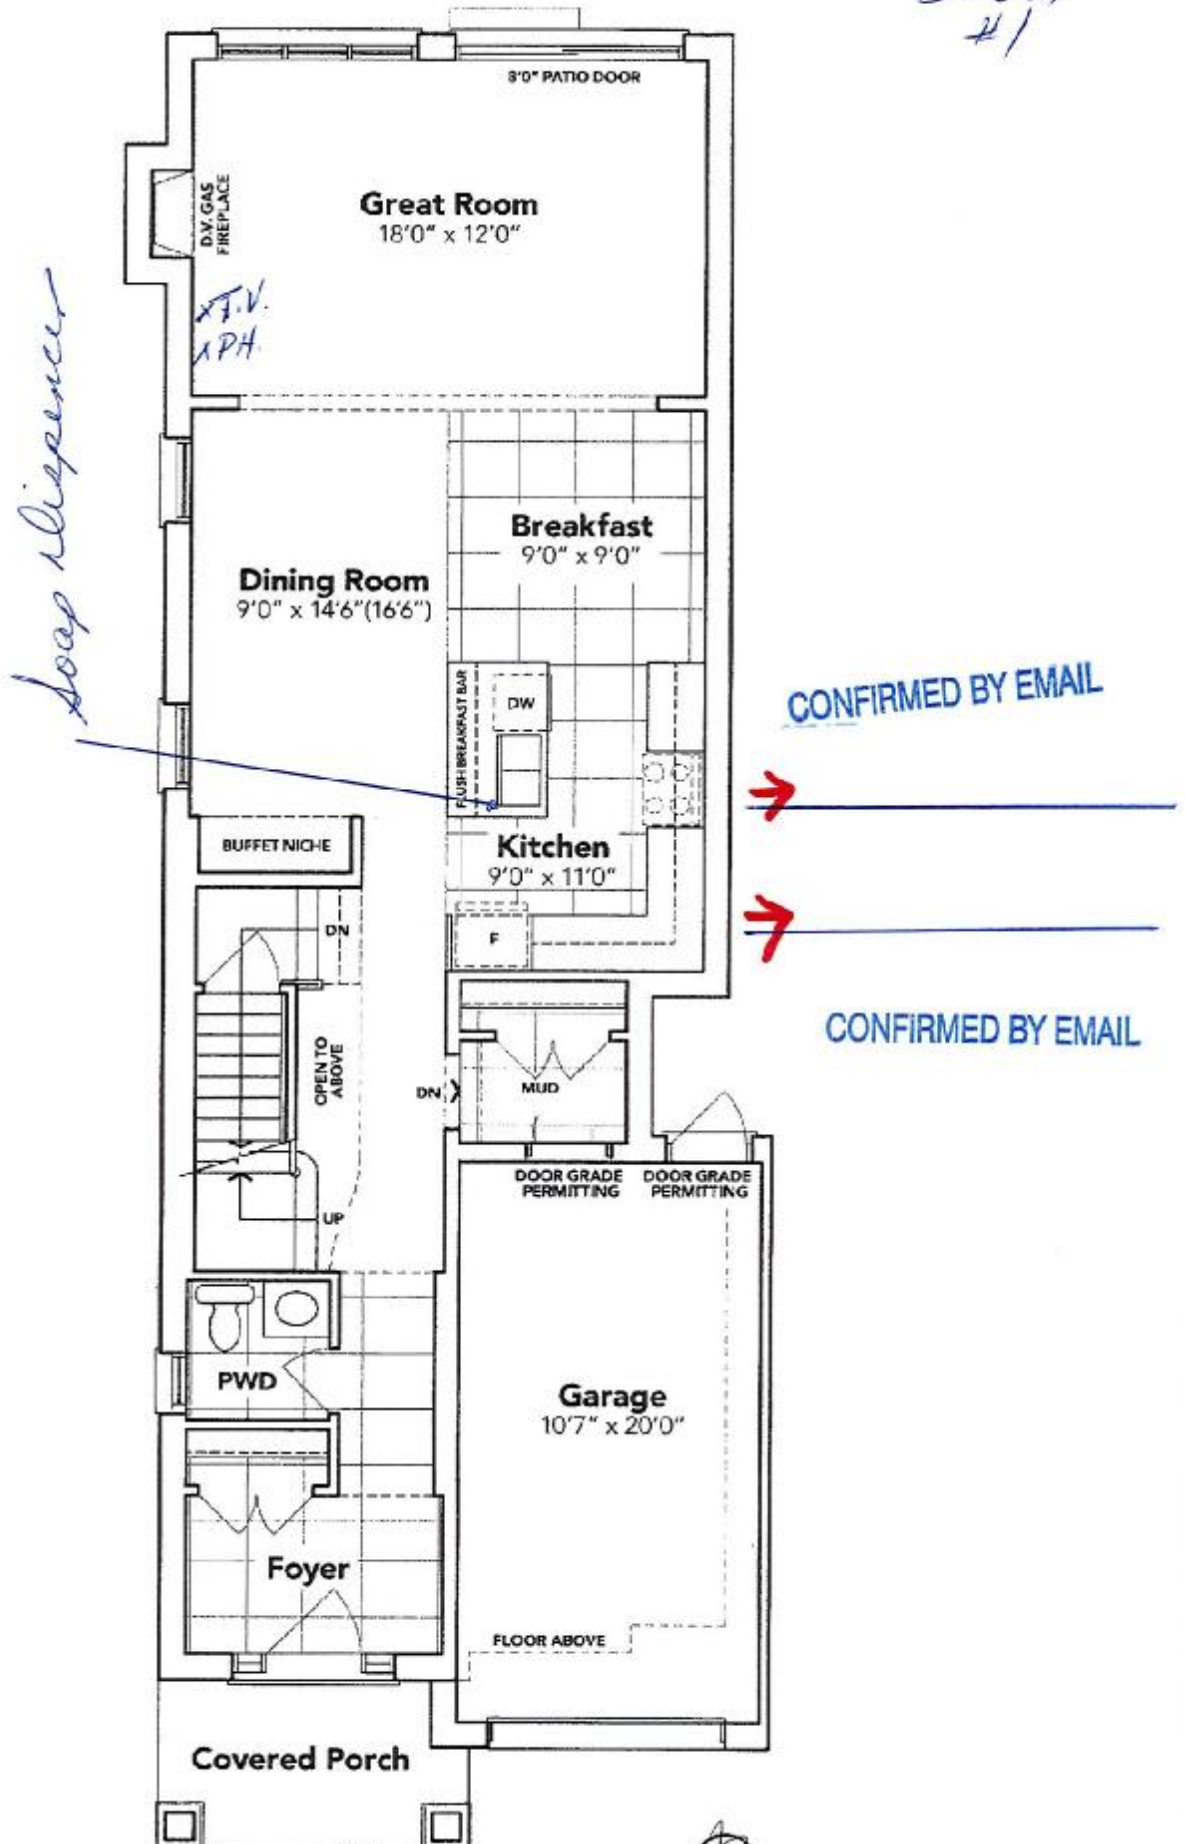 #1
8'0" PATIO DOOR
D.V. GAS
FIREPLACE
Great Room
18'0" x 12'0"
x T.V.
x PH.
Soap dispencer
Breakfast
9'0" x 9'0"
Dining Room
9'0" x 14'6"(16'6")
FLUSH BREAKFAST BAR
DW
CONFIRMED BY EMAIL
BUFFET NICHE
Kitchen
9'0" x 11'0"
DN
F
CONFIRMED BY EMAIL
OPEN TO
ABOVE
DN
MUD
DOOR GRADE
PERMITTING
DOOR GRADE
PERMITTING
UP
PWD
Garage
10'7" x 20'0"
Foyer
FLOOR ABOVE
Covered Porch